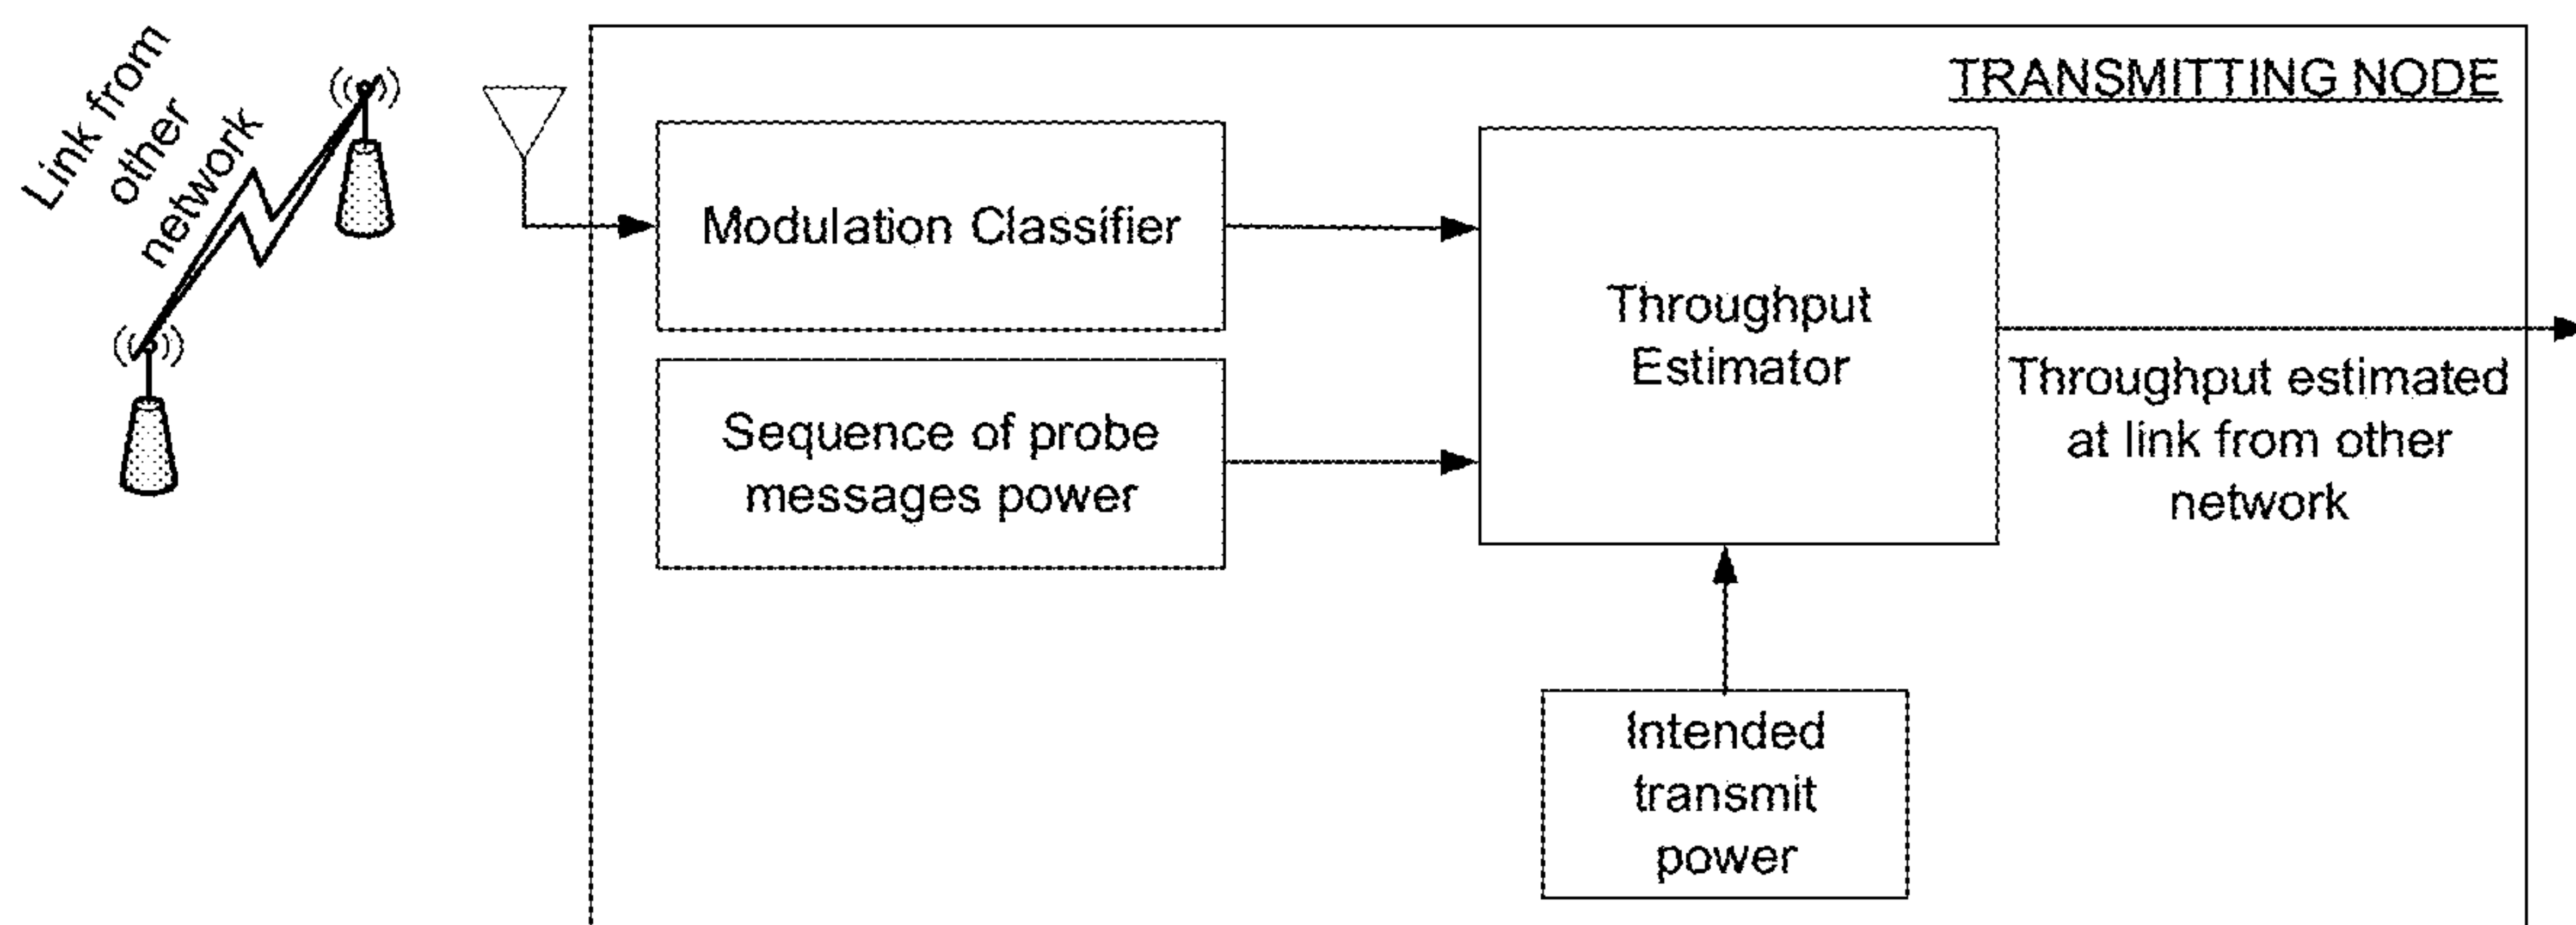 Link from
other
network
TRANSMITTING NODE
Modulation Classifier
Sequence of probe
messages power
Throughput
Estimator
Throughput estimated
at link from other
network
Intended
transmit
power